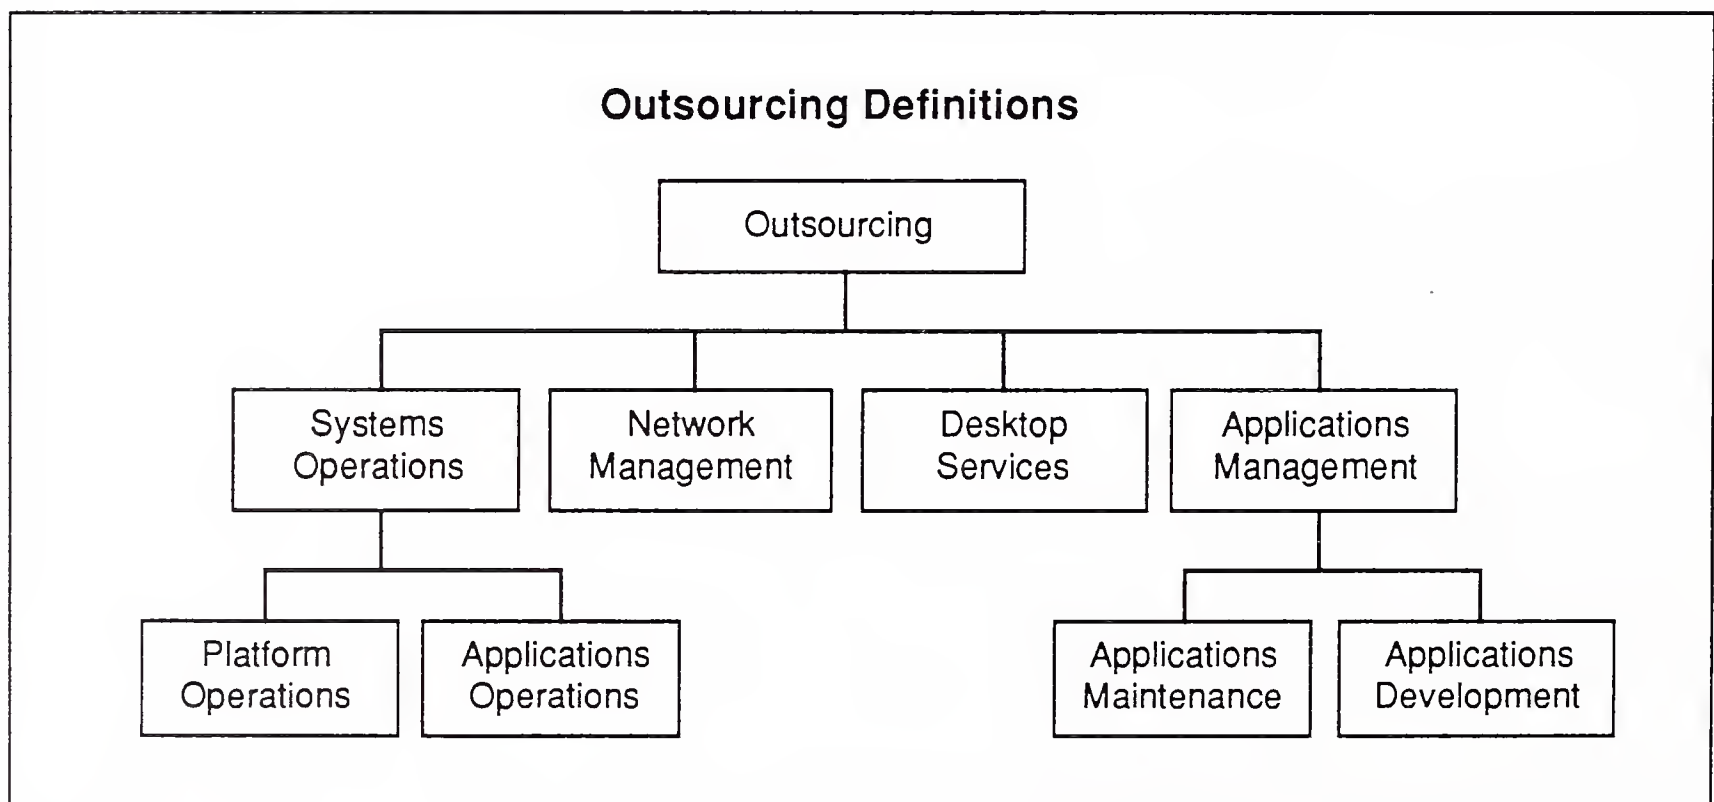 Outsourcing Definitions
Outsourcing
Systems
Operations
Network
Management
Desktop
Services
Applications
Management
Platform
Operations
Applications
Operations
Applications
Maintenance
Applications
Development